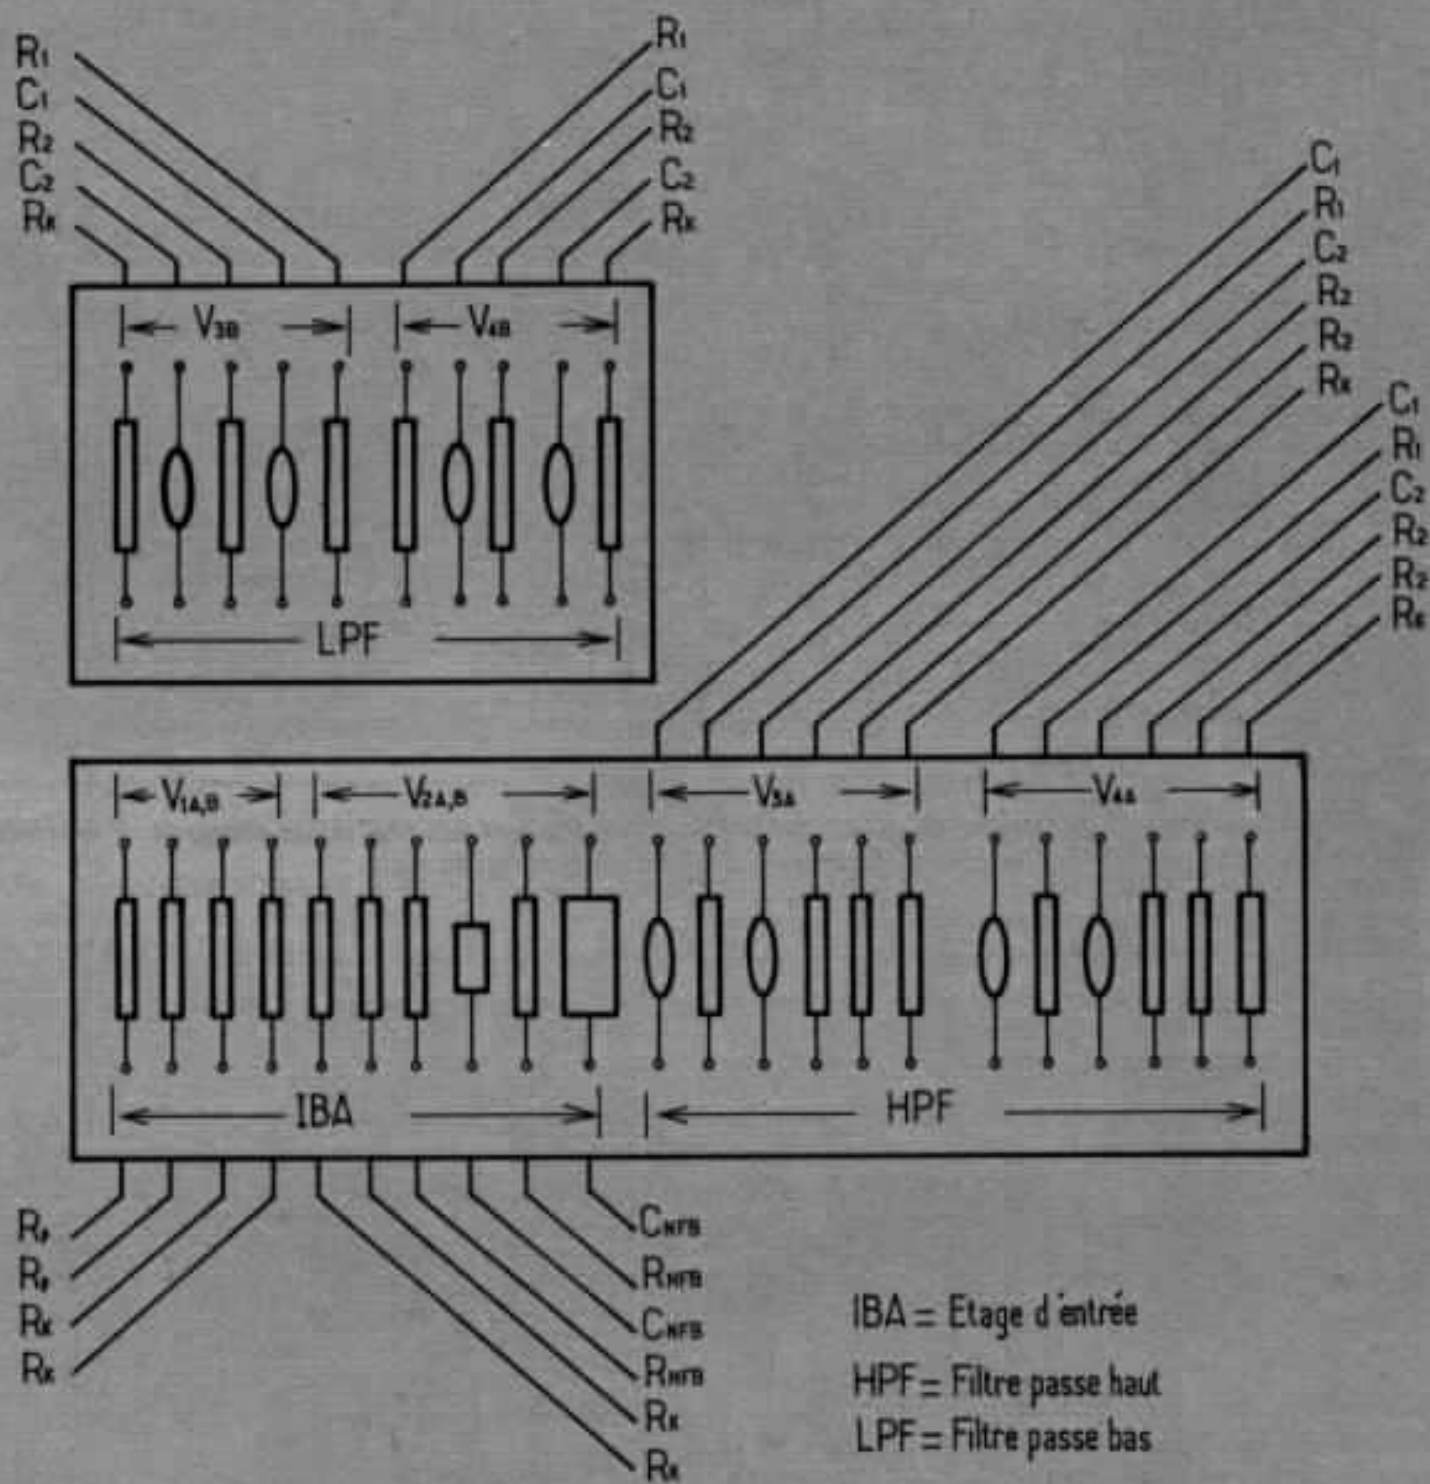 R1
C1
R2
C2
RK
R1
C1
R2
C2
RK
V3B
V4B
LPF
C1
R1
C2
R2
R2
RK
C1
R1
C2
R2
R2
RK
V1A,B
V2A,B
V3A
V4A
IBA
HPF
Rp
Rp
RK
RK
CNFB
RNFB
CNFB
RNFB
RK
RK
IBA = Etage d'entrée
HPF = Filtre passe haut
LPF = Filtre passe bas